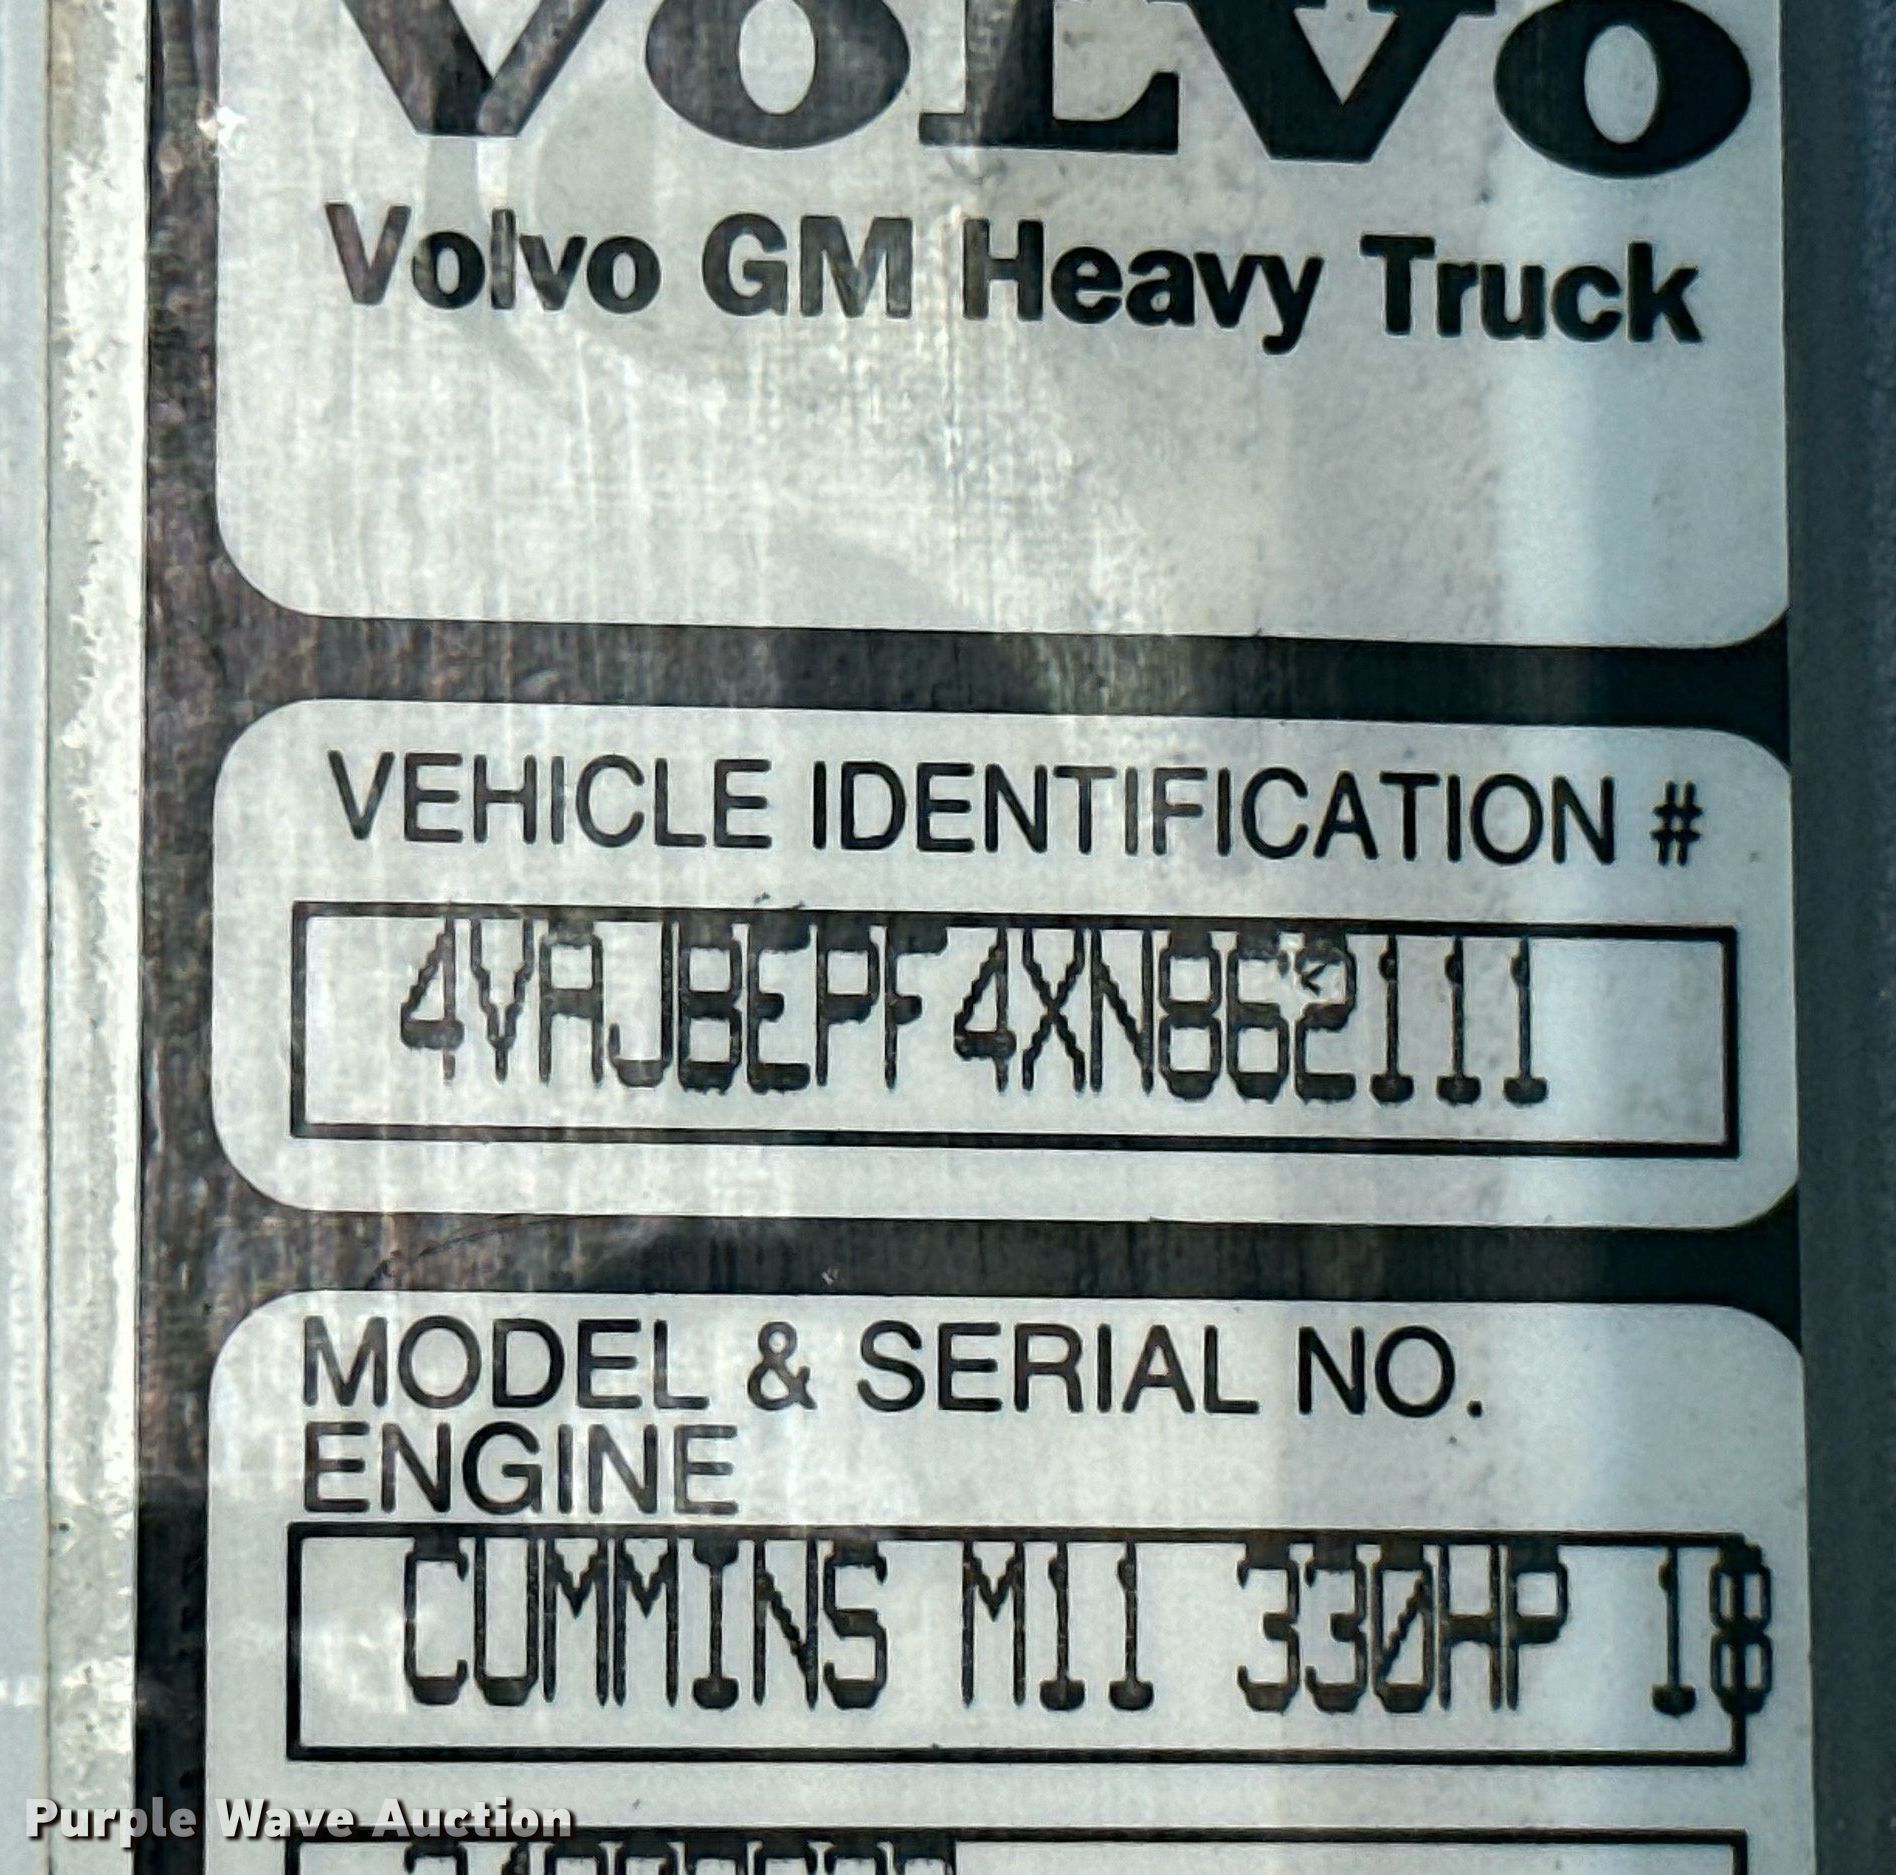 VOLVO
Volvo GM Heavy Truck
VEHICLE IDENTIFICATION #
4VAJBEPF4XN862111
MODEL & SERIAL NO.
ENGINE
CUMMINS M11 330HP 18
Purple Wave Auction